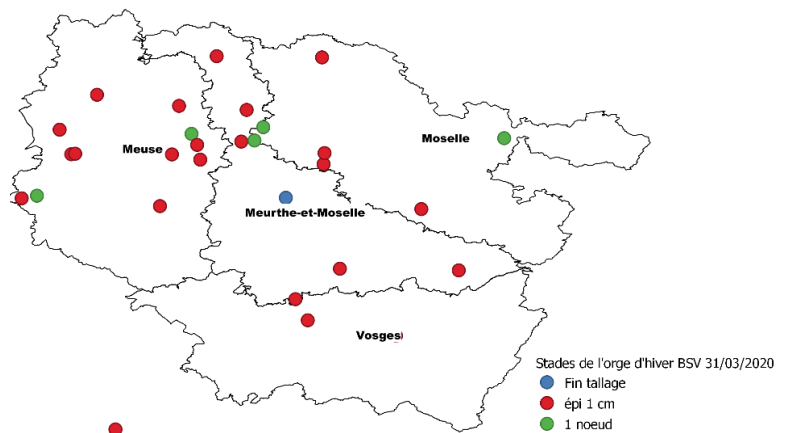 Meuse
Moselle
Meurthe-et-Moselle
Vosges
Stades de l'orge d'hiver BSV 31/03/2020
Fin tallage
épi 1 cm
1 noeud